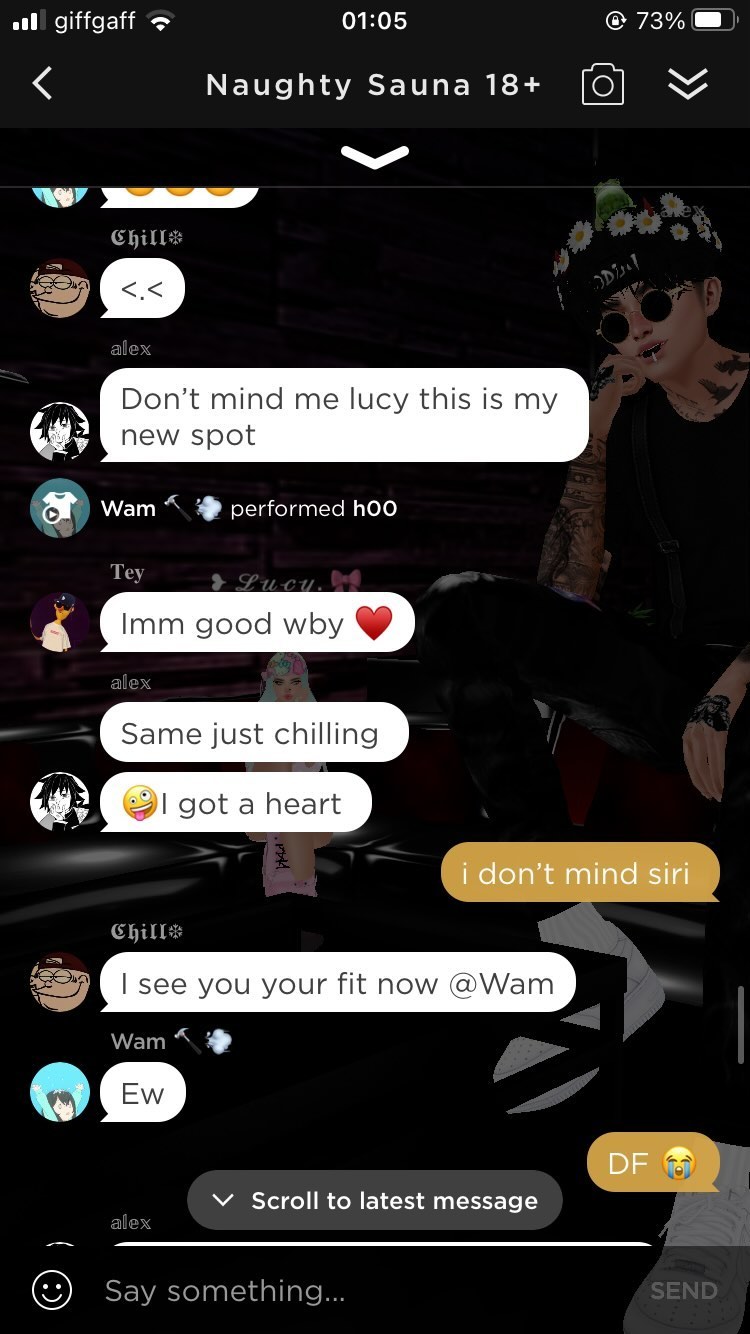 giffgaff
01:05
73%
Naughty Sauna 18+
alex
Chill❄
<.<
alex
Don’t mind me lucy this is my
new spot
Wam 🔨💨 performed h00
Tey
❥ Lucy. 🎀
Imm good wby ♥️
alex
Same just chilling
🤪I got a heart
i don’t mind siri
Chill❄
I see you your fit now @Wam
Wam 🔨💨
Ew
DF 😭
Scroll to latest message
alex
Say something...
SEND